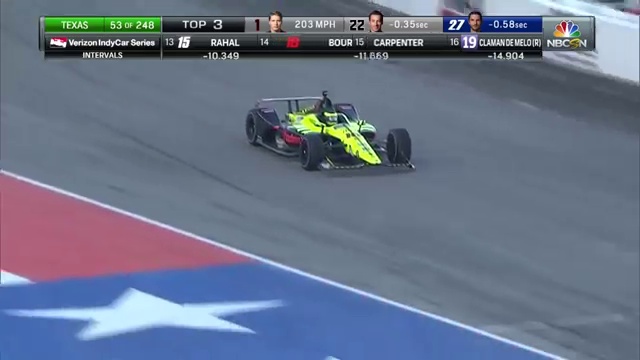 TEXAS 53 OF 248 TOP 3 1 203 MPH 22 -0.35sec 27 -0.58sec
Verizon IndyCar Series 13 15 RAHAL 14 18 BOUR 15 CARPENTER 16 19 CLAMAN DE MELO (R) NBCSN
INTERVALS -10.349 -11.669 -14.904